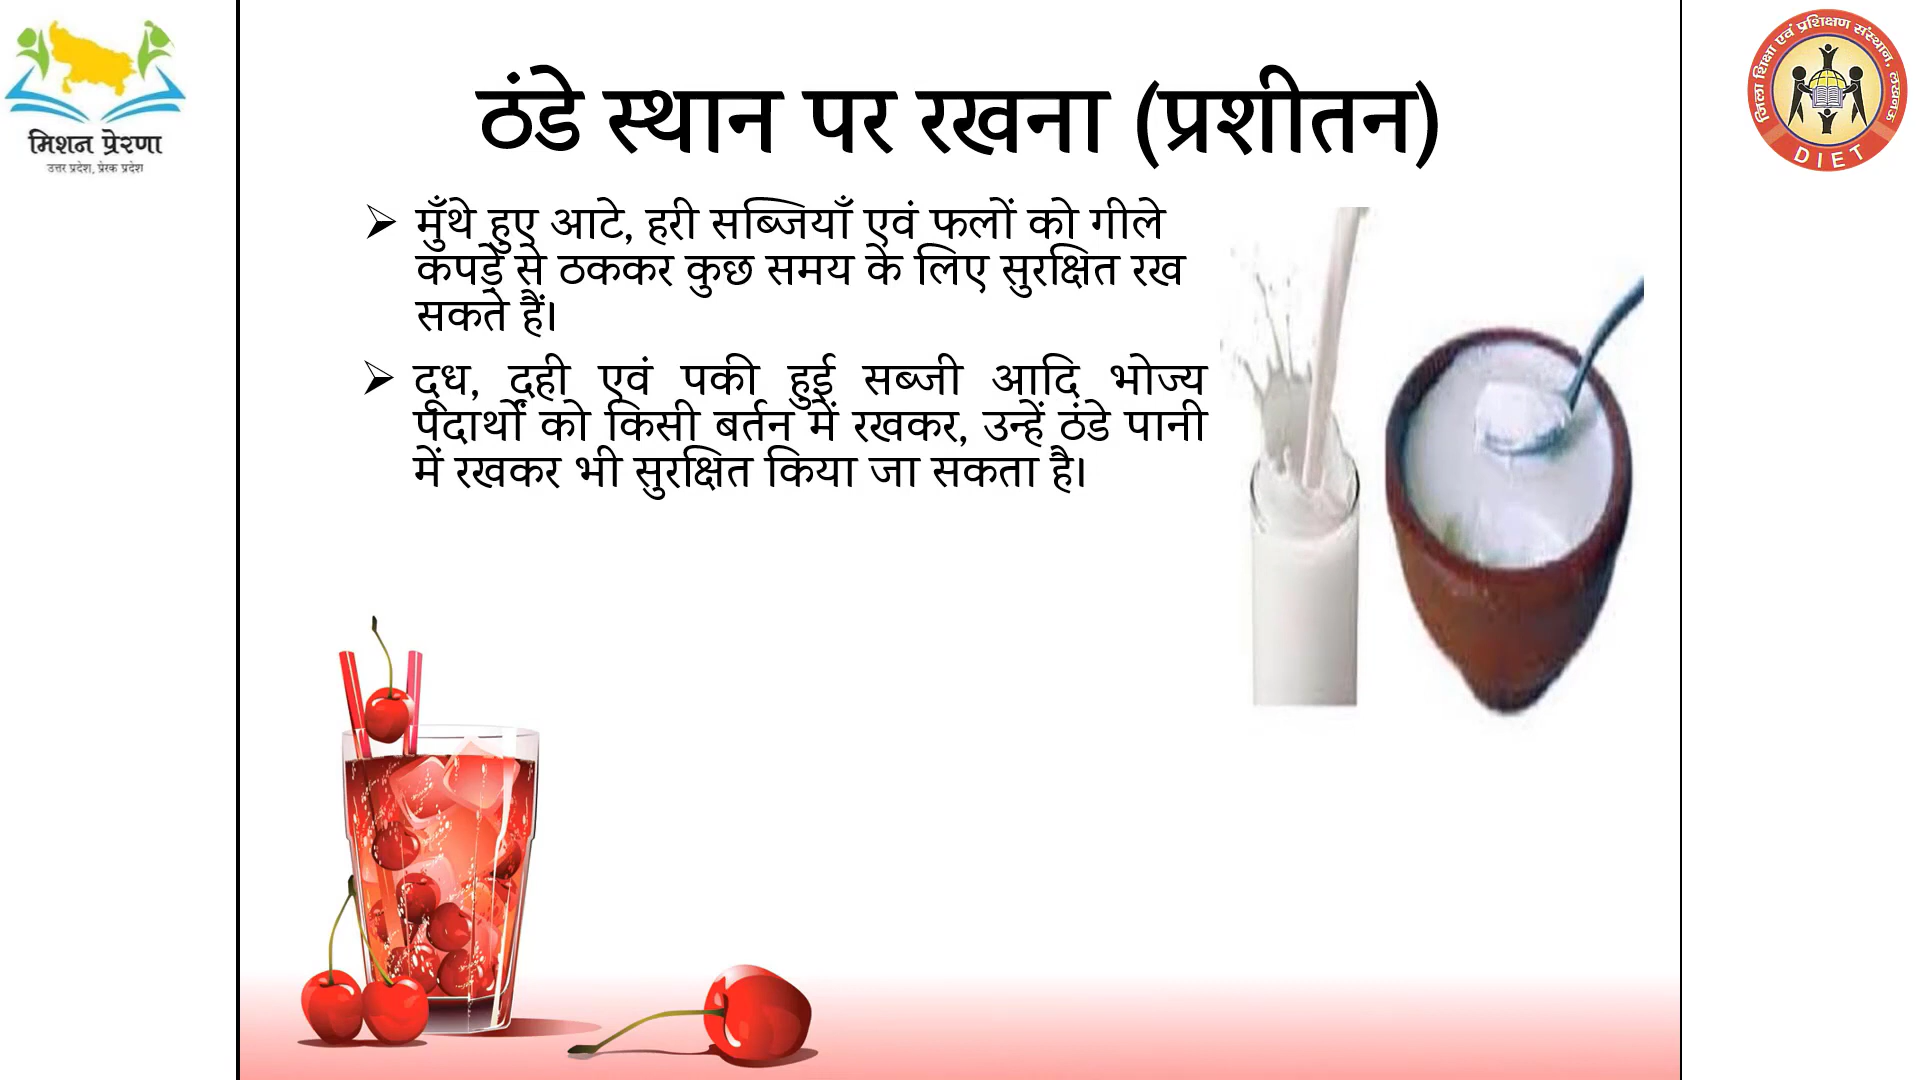 मिशन प्रेरणा
उत्तर प्रदेश, प्रेरक प्रदेश
जिला शिक्षा एवं प्रशिक्षण संस्थान, लखनऊ
DIET
ठंडे स्थान पर रखना (प्रशीतन)
➢ मुँथे हुए आटे, हरी सब्जियाँ एवं फलों को गीले
कपड़े से ठककर कुछ समय के लिए सुरक्षित रख
सकते हैं।
➢ दूध, दही एवं पकी हुई सब्जी आदि भोज्य
पदार्थों को किसी बर्तन में रखकर, उन्हें ठंडे पानी
में रखकर भी सुरक्षित किया जा सकता है।